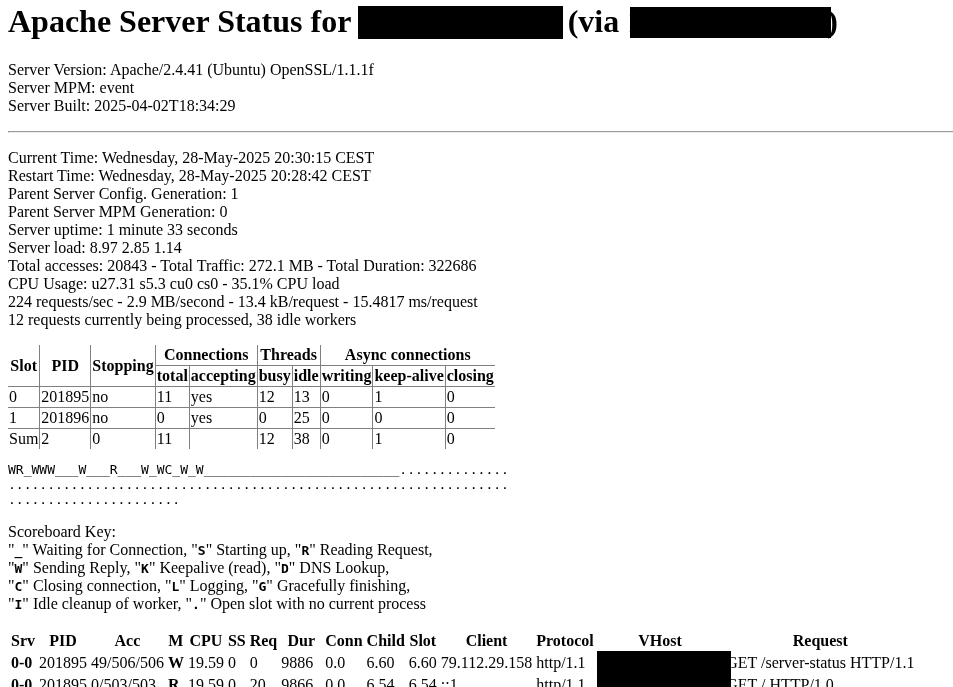 Apache Server Status for (via )
Server Version: Apache/2.4.41 (Ubuntu) OpenSSL/1.1.1f
Server MPM: event
Server Built: 2025-04-02T18:34:29
Current Time: Wednesday, 28-May-2025 20:30:15 CEST
Restart Time: Wednesday, 28-May-2025 20:28:42 CEST
Parent Server Config. Generation: 1
Parent Server MPM Generation: 0
Server uptime: 1 minute 33 seconds
Server load: 8.97 2.85 1.14
Total accesses: 20843 - Total Traffic: 272.1 MB - Total Duration: 322686
CPU Usage: u27.31 s5.3 cu0 cs0 - 35.1% CPU load
224 requests/sec - 2.9 MB/second - 13.4 kB/request - 15.4817 ms/request
12 requests currently being processed, 38 idle workers
Slot PID Stopping Connections Threads Async connections
total accepting busy idle writing keep-alive closing
0 201895 no 11 yes 12 13 0 1 0
1 201896 no 0 yes 0 25 0 0 0
Sum 2 0 11 12 38 0 1 0
WR_WWW___W___R___W_WC_W_W_________________________..............
................................................................
......................
Scoreboard Key:
"_" Waiting for Connection, "S" Starting up, "R" Reading Request,
"W" Sending Reply, "K" Keepalive (read), "D" DNS Lookup,
"C" Closing connection, "L" Logging, "G" Gracefully finishing,
"I" Idle cleanup of worker, "." Open slot with no current process
Srv PID Acc M CPU SS Req Dur Conn Child Slot Client Protocol VHost Request
0-0 201895 49/506/506 W 19.59 0 0 9886 0.0 6.60 6.60 79.112.29.158 http/1.1 GET /server-status HTTP/1.1
0-0 201895 0/503/503 R 19.59 0 20 9866 0.0 6.54 6.54 ::1 http/1.1 GET / HTTP/1.0